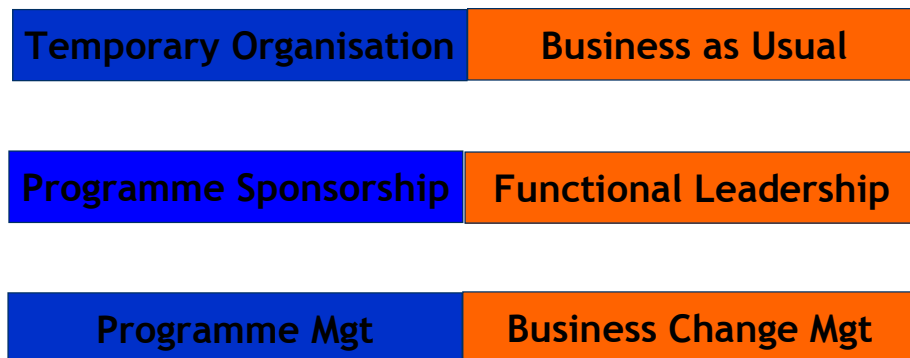 Temporary Organisation Business as Usual
Programme Sponsorship Functional Leadership
Programme Mgt Business Change Mgt